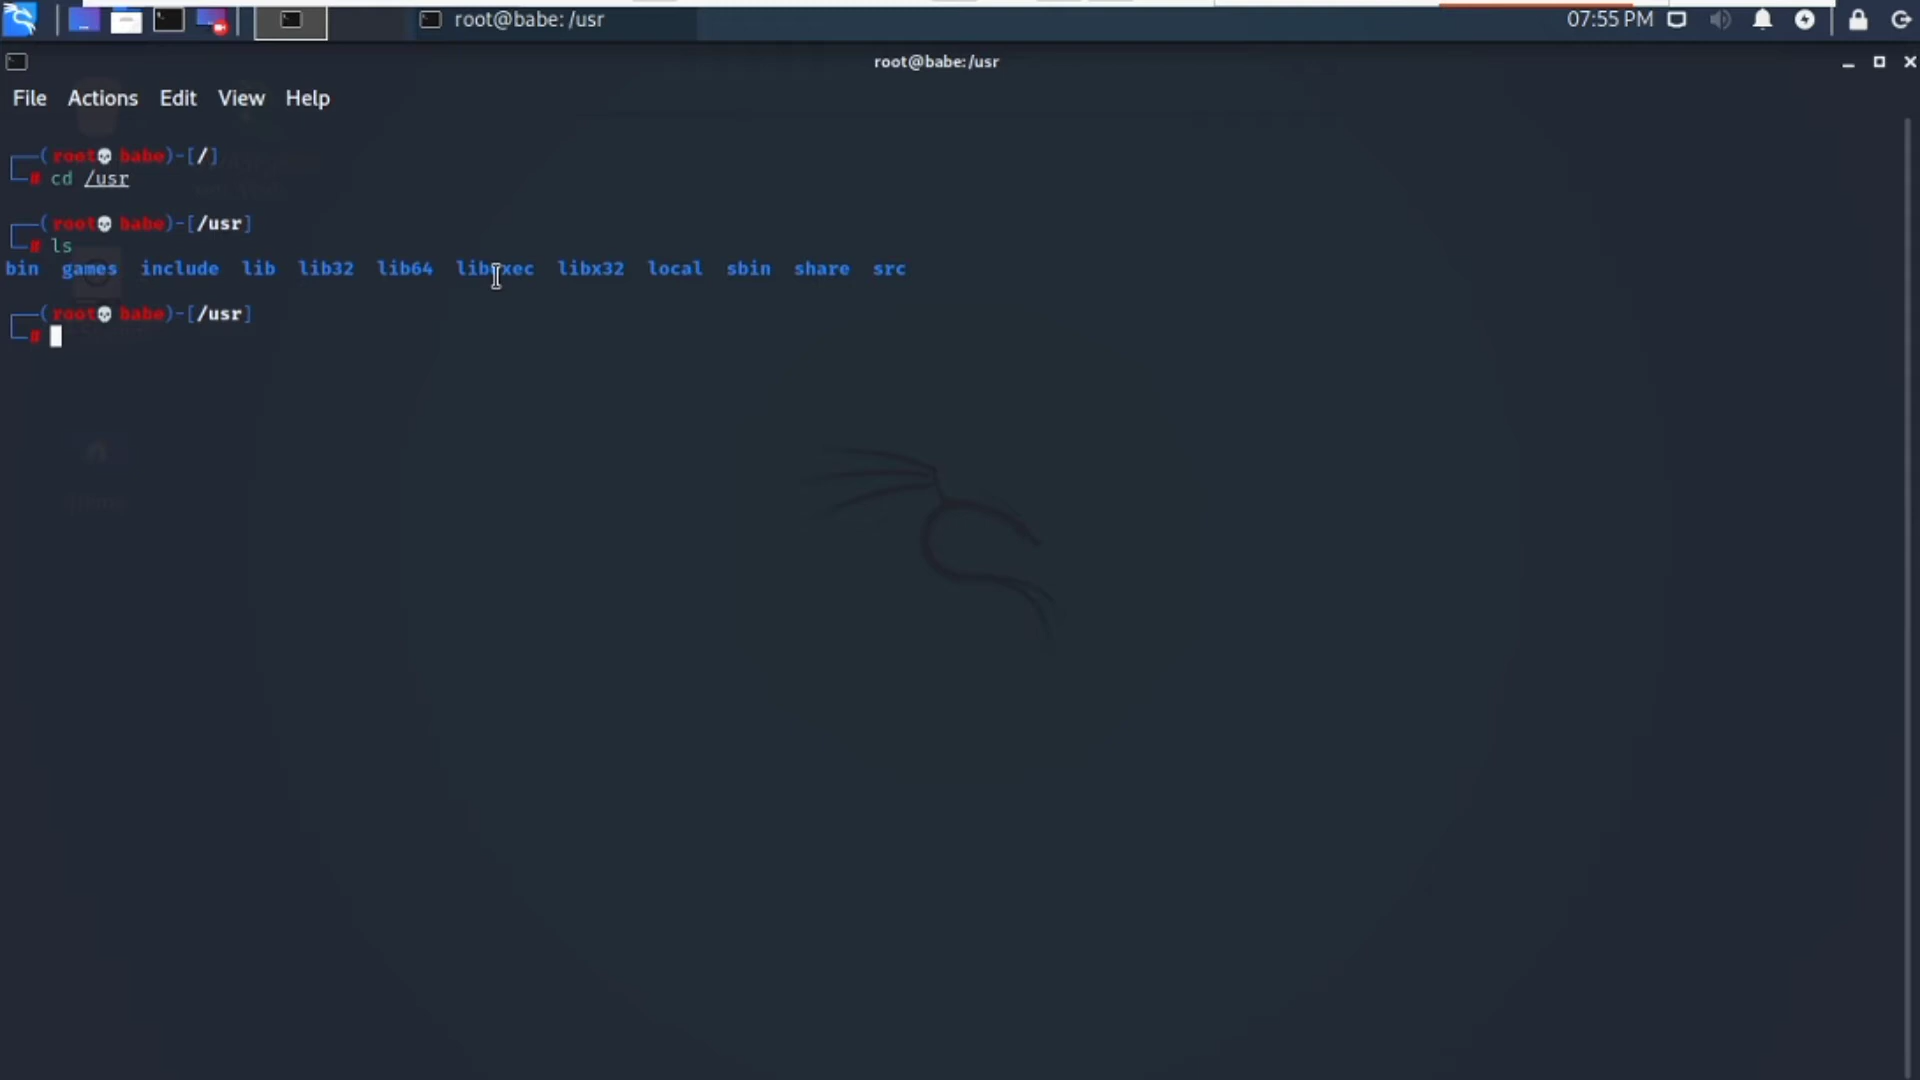 root@babe: /usr
07:55 PM
root@babe:/usr
File Actions Edit View Help
┌──(root💀babe)-[/]
└─# cd /usr
┌──(root💀babe)-[/usr]
└─# ls
bin games include lib lib32 lib64 libexec libx32 local sbin share src
┌──(root💀babe)-[/usr]
└─#